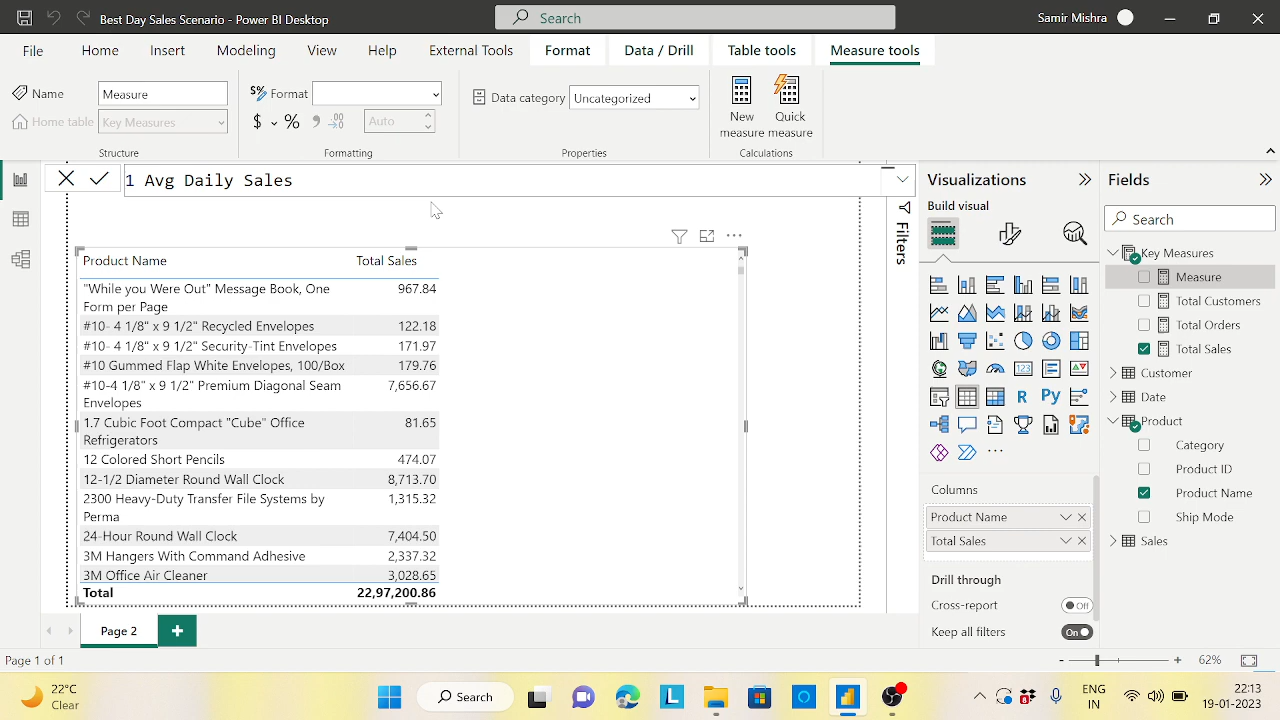 Best Day Sales Scenario - Power BI Desktop
Search
Samir Mishra
File Home Insert Modeling View Help External Tools Format Data / Drill Table tools Measure tools
Name Measure
Home table Key Measures
Structure
Format
$ % 9 .00 Auto
Formatting
Data category Uncategorized
Properties
New measure
Quick measure
Calculations
1 Avg Daily Sales
Filters
Product Name Total Sales
"While you Were Out" Message Book, One 967.84
Form per Page
#10- 4 1/8" x 9 1/2" Recycled Envelopes 122.18
#10- 4 1/8" x 9 1/2" Security-Tint Envelopes 171.97
#10 Gummed Flap White Envelopes, 100/Box 179.76
#10-4 1/8" x 9 1/2" Premium Diagonal Seam 7,656.67
Envelopes
1.7 Cubic Foot Compact "Cube" Office 81.65
Refrigerators
12 Colored Short Pencils 474.07
12-1/2 Diameter Round Wall Clock 8,713.70
2300 Heavy-Duty Transfer File Systems by 1,315.32
Perma
24-Hour Round Wall Clock 7,404.50
3M Hangers With Command Adhesive 2,337.32
3M Office Air Cleaner 3,028.65
Total 22,97,200.86
Visualizations
Build visual
123
R Py
Columns
Product Name
Total Sales
Drill through
Cross-report Off
Keep all filters On
Fields
Search
Key Measures
Measure
Total Customers
Total Orders
Total Sales
Customer
Date
Product
Category
Product ID
Product Name
Ship Mode
Sales
Page 2
Page 1 of 1
62%
22°C
Clear
Search
L
8
ENG
IN
22:13
19-01-2023